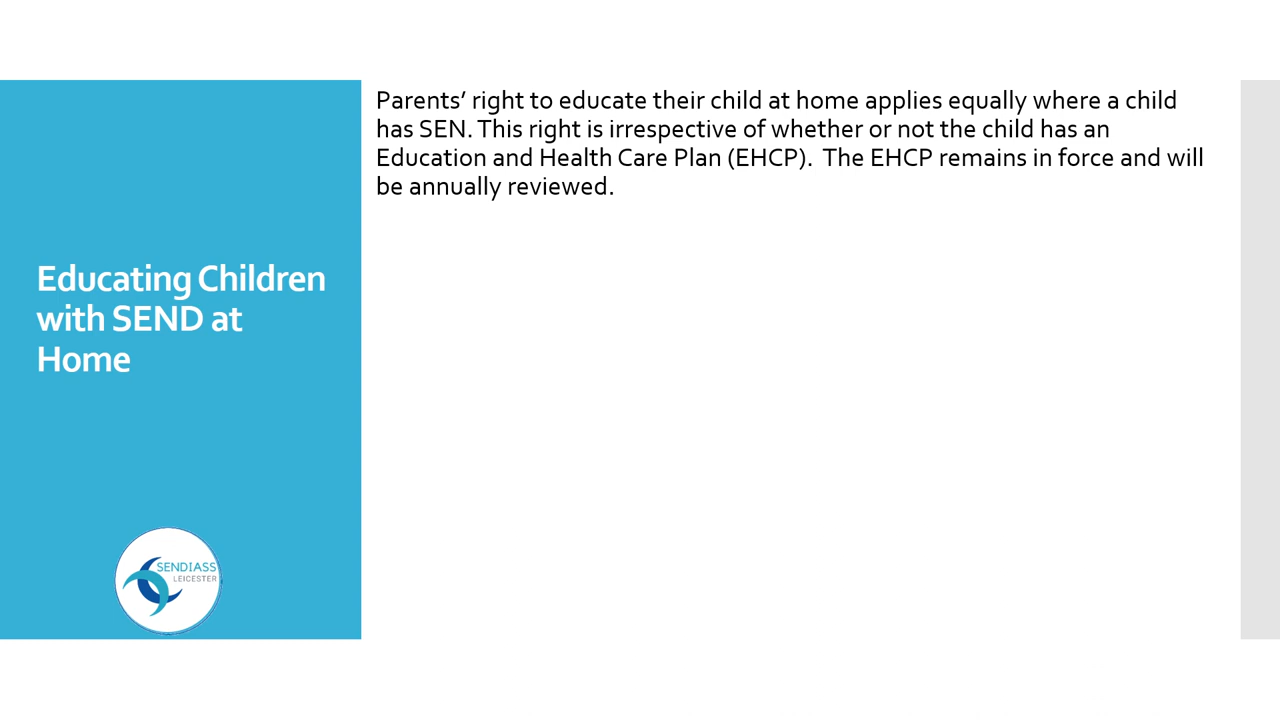 Parents’ right to educate their child at home applies equally where a child
has SEN. This right is irrespective of whether or not the child has an
Education and Health Care Plan (EHCP).  The EHCP remains in force and will
be annually reviewed.
Educating Children
with SEND at
Home
SENDIASS
LEICESTER